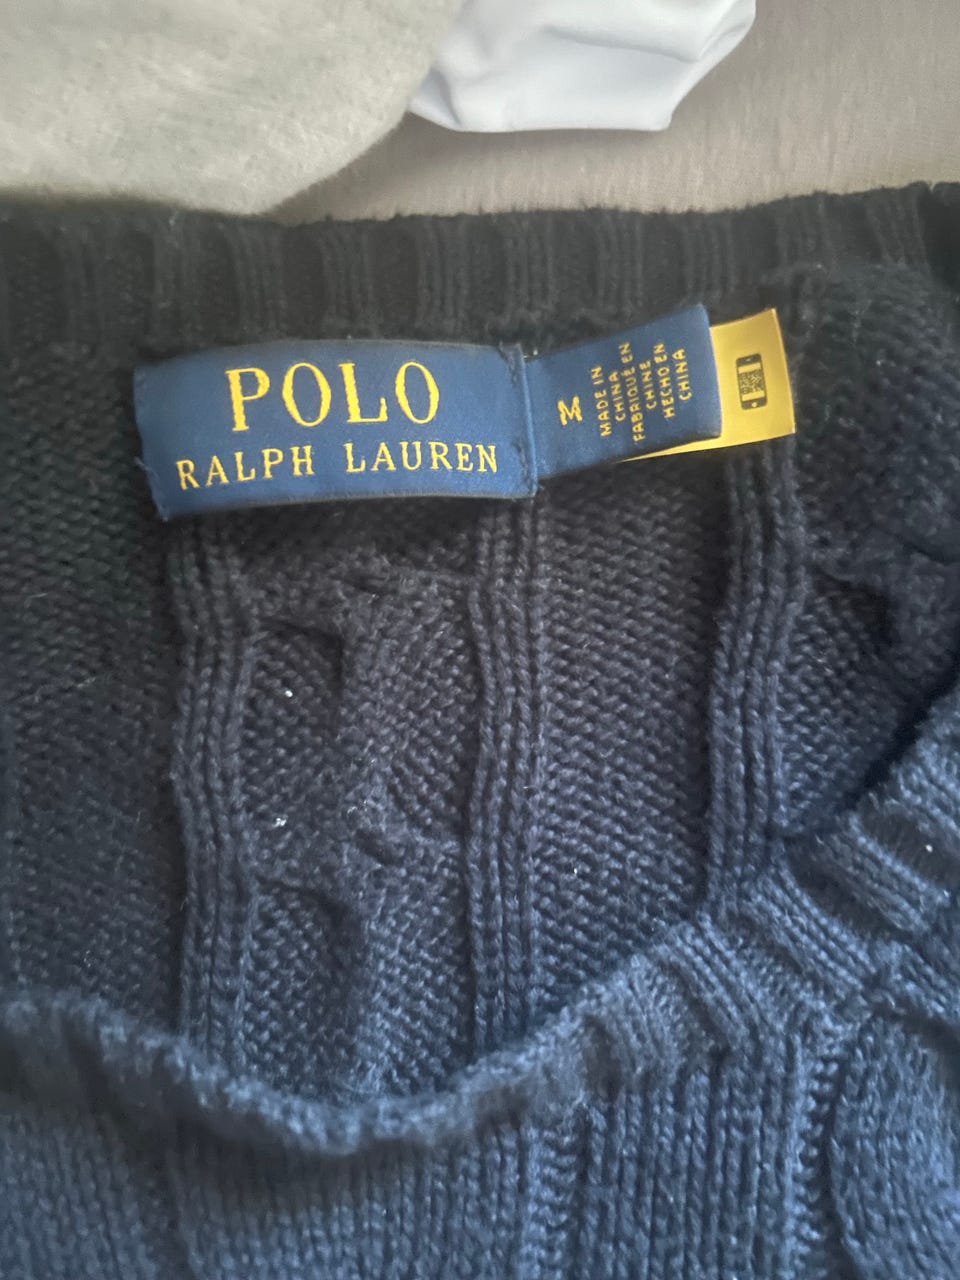 POLO
RALPH LAUREN
M
MADE IN
CHINA
FABRIQUÉ EN
CHINE
HECHO EN
CHINA